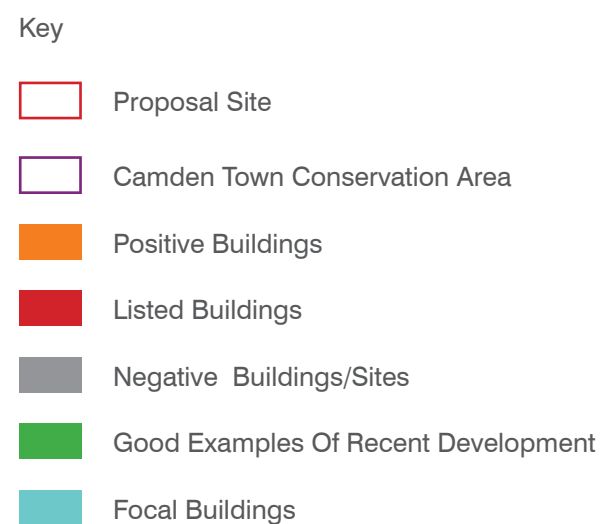 Key
Proposal Site
Camden Town Conservation Area
Positive Buildings
Listed Buildings
Negative  Buildings/Sites
Good Examples Of Recent Development
Focal Buildings